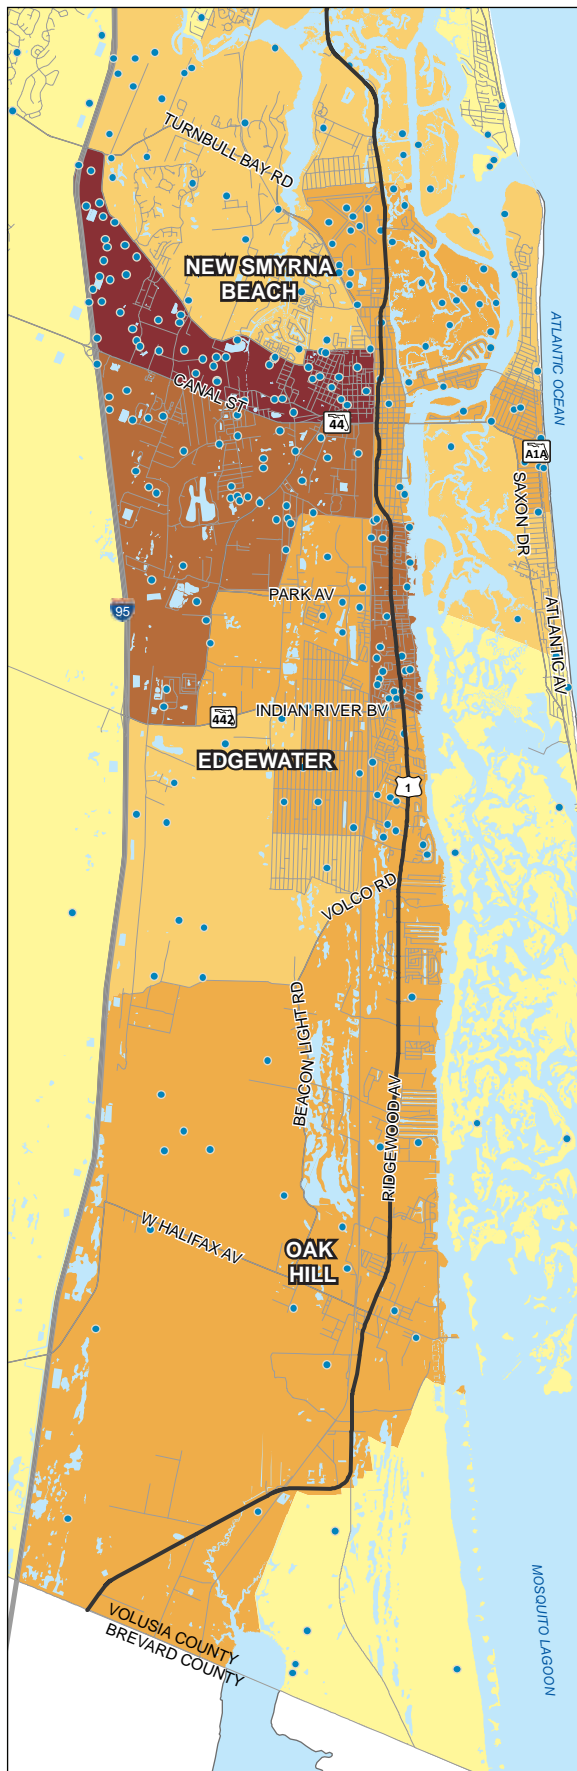 TURNBULL BAY RD
NEW SMYRNA
BEACH
ATLANTIC OCEAN
CANAL ST
44
A1A
SAXON DR
PARK AV
95
ATLANTIC AV
INDIAN RIVER BV
442
EDGEWATER
1
VOLCO RD
BEACON LIGHT RD
RIDGEWOOD AV
W HALIFAX AV
OAK
HILL
MOSQUITO LAGOON
VOLUSIA COUNTY
BREVARD COUNTY